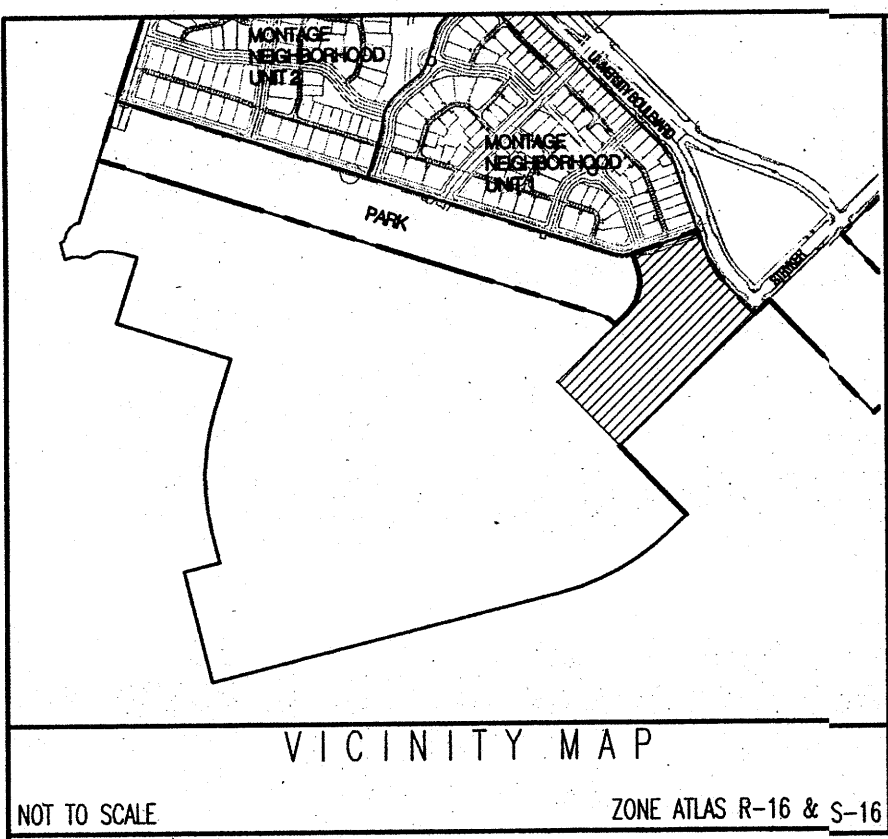 MONTAGE
NEIGHBORHOOD
UNIT 2
UNIVERSITY BOULEVARD
MONTAGE
NEIGHBORHOOD
UNIT 1
PARK
STRYKER
VICINITY MAP
NOT TO SCALE
ZONE ATLAS R-16 & S-16